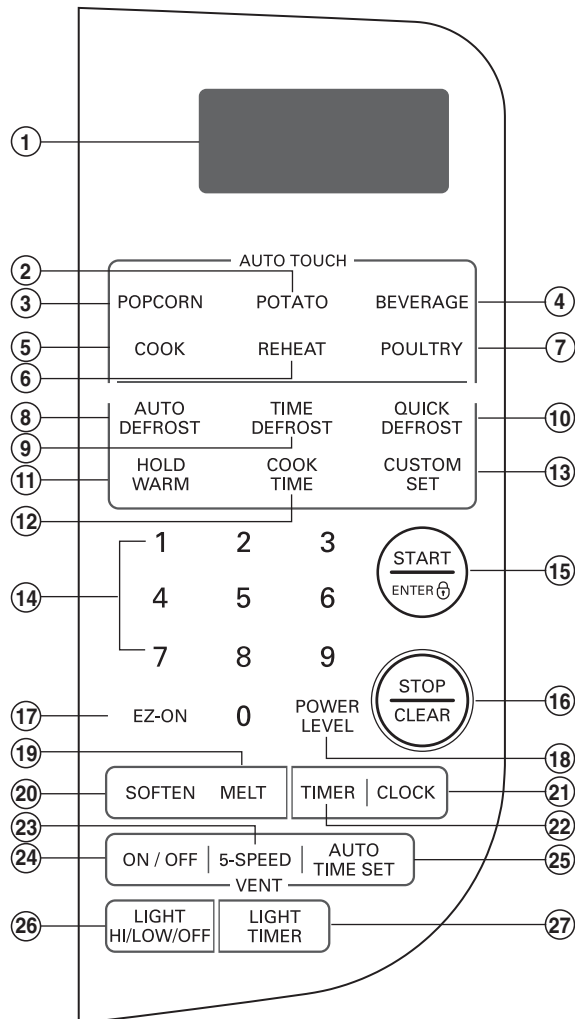 1
AUTO TOUCH
2
3 POPCORN POTATO BEVERAGE 4
5 COOK REHEAT POULTRY 7
6
8 AUTO DEFROST TIME DEFROST QUICK DEFROST 10
9
11 HOLD WARM COOK TIME CUSTOM SET 13
12
1 2 3
START
ENTER
15
14 4 5 6
7 8 9
STOP
CLEAR
16
17 EZ-ON 0 POWER LEVEL
18
19
20 SOFTEN MELT TIMER CLOCK 21
22
23
24 ON / OFF 5-SPEED AUTO TIME SET 25
VENT
26 LIGHT HI/LOW/OFF LIGHT TIMER 27